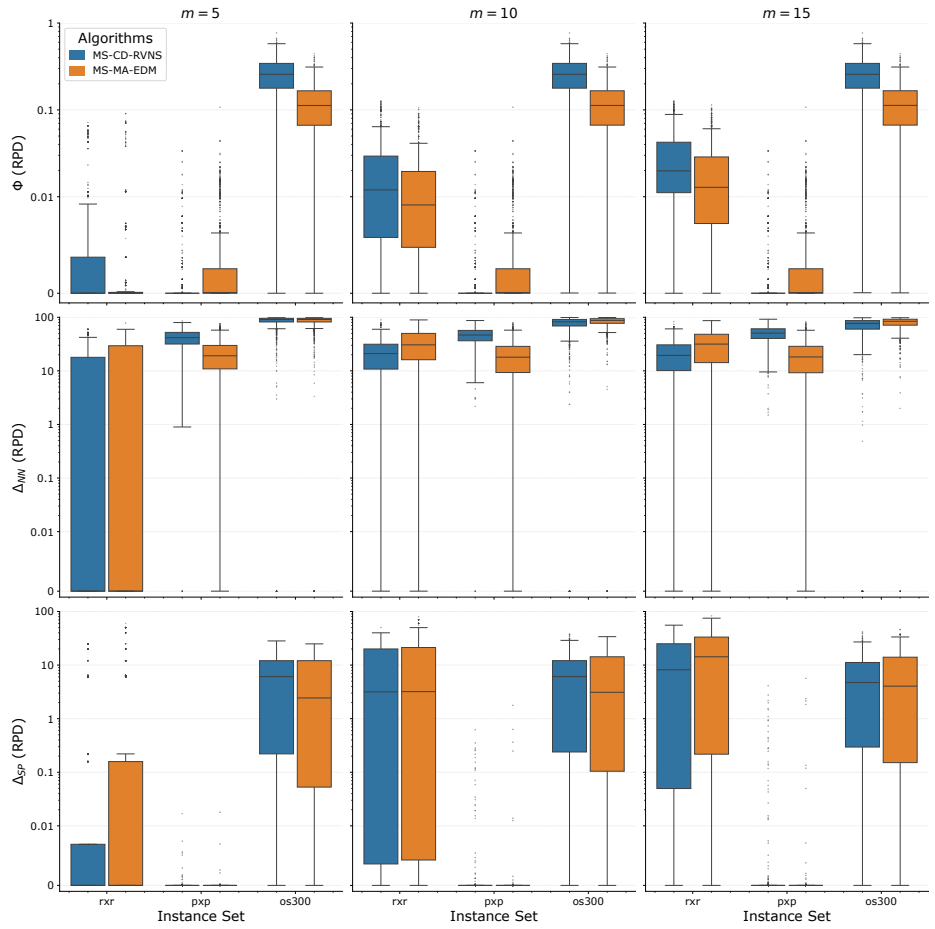 m = 5
m = 10
m = 15
Φ (RPD)
1
0.1
0.01
0
Algorithms
MS-CD-RVNS
MS-MA-EDM
Δ_NN (RPD)
100
10
1
0.1
0.01
0
Δ_SP (RPD)
100
10
1
0.1
0.01
0
rxr pxp os300
rxr pxp os300
rxr pxp os300
Instance Set
Instance Set
Instance Set